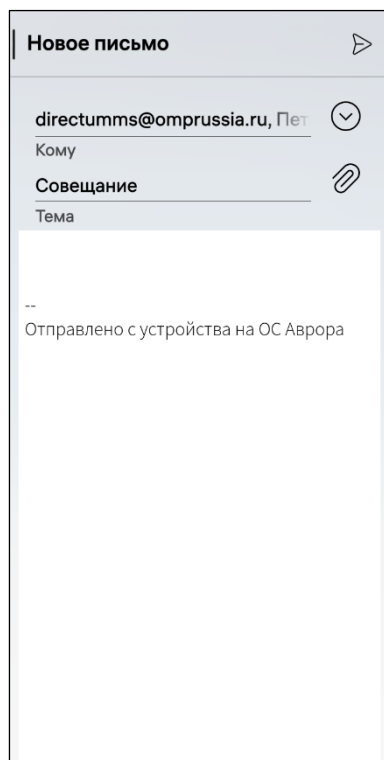 Новое письмо
directumms@omprussia.ru, Пет
Кому
Совещание
Тема
--
Отправлено с устройства на ОС Аврора